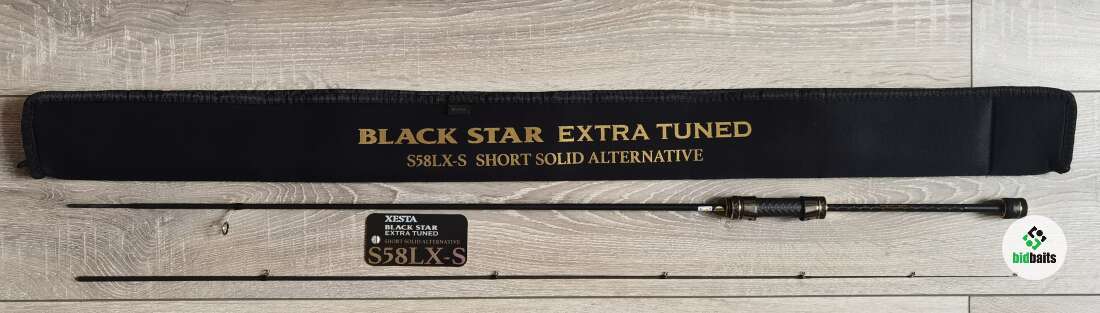 BLACK STAR EXTRA TUNED
S58LX-S SHORT SOLID ALTERNATIVE
XESTA
BLACK STAR
EXTRA TUNED
SHORT SOLID ALTERNATIVE
S58LX-S
bidbaits